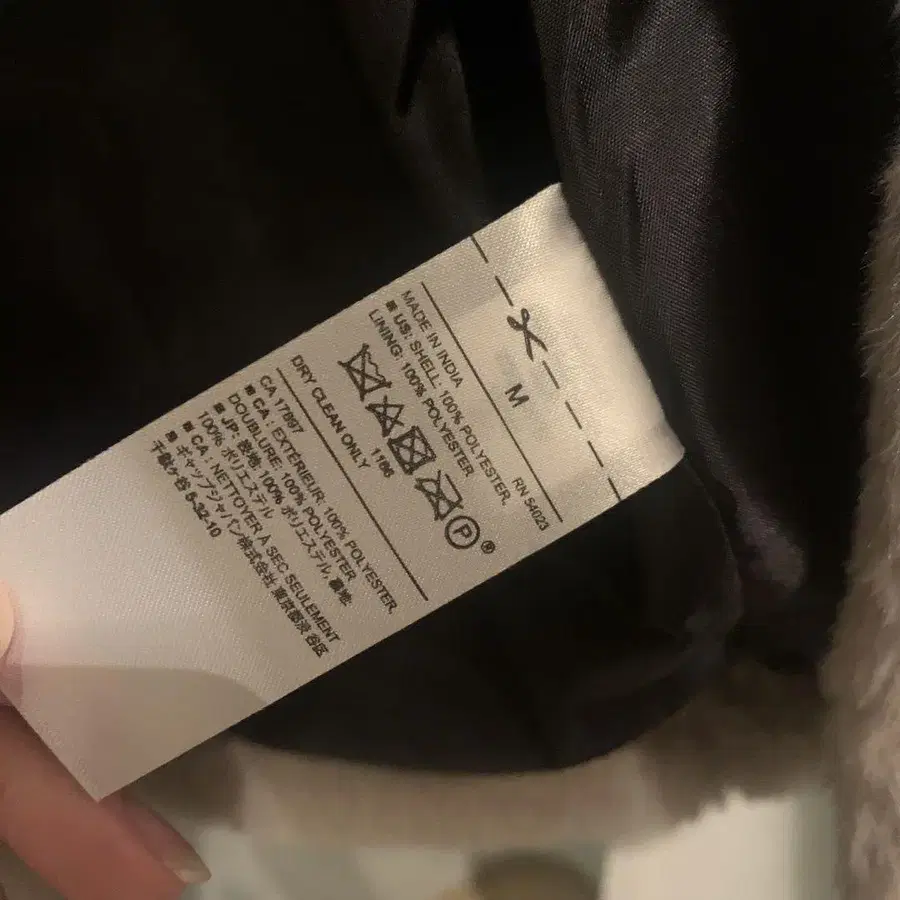 M
RN 54023
MADE IN INDIA
■ US: SHELL: 100% POLYESTER.
LINING: 100% POLYESTER
P ®
1186
DRY CLEAN ONLY
CA 17897
■ CA: EXTÉRIEUR: 100% POLYESTER.
DOUBLURE: 100% POLYESTER
■ JP: 表地: 100% ポリエステル, 裏地:
100% ポリエステル
■ CA: NETTOYER A SEC SEULEMENT
■ ギャップジャパン株式会社 東京都渋谷区
千駄ケ谷 5-32-10